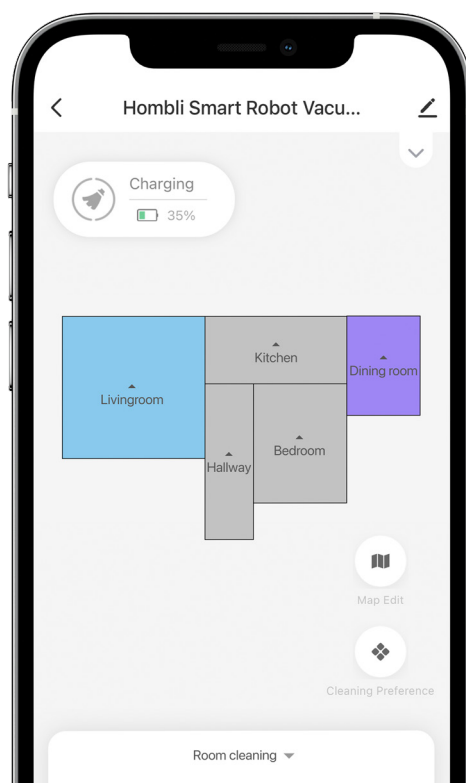 Hombli Smart Robot Vacu...
Charging
35%
Kitchen
Dining room
Livingroom
Bedroom
Hallway
Map Edit
Cleaning Preference
Room cleaning